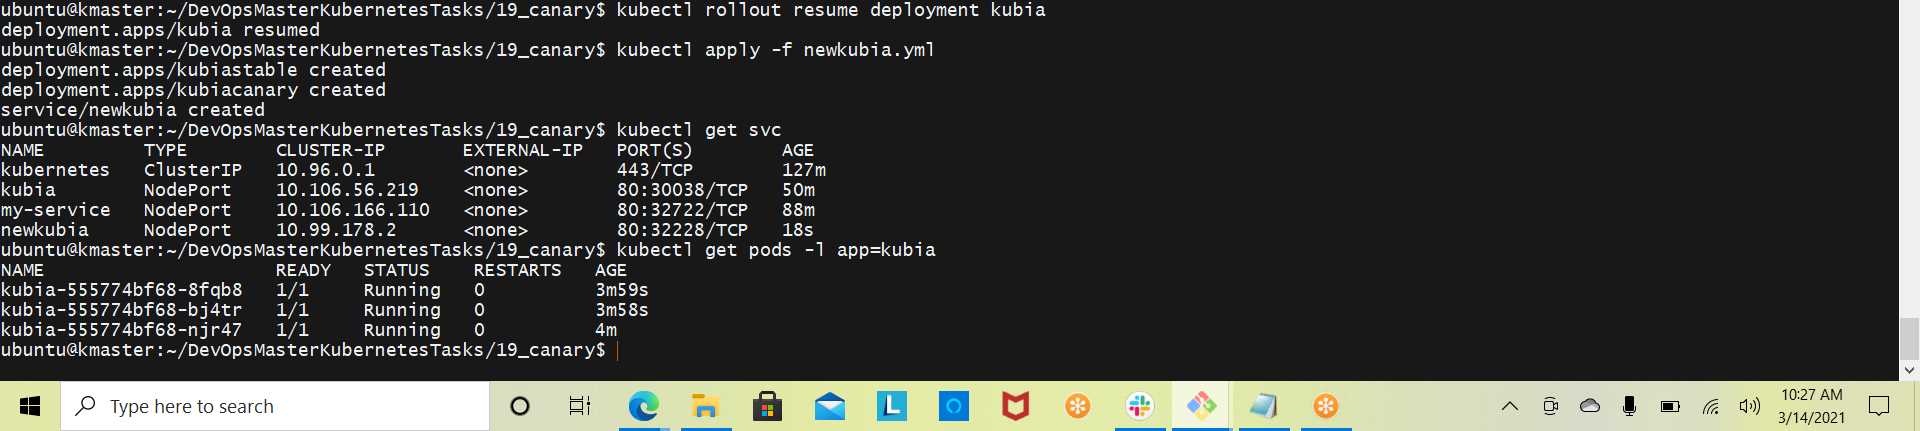 ubuntu@kmaster:~/DevOpsMasterKubernetesTasks/19_canary$ kubectl rollout resume deployment kubia
deployment.apps/kubia resumed
ubuntu@kmaster:~/DevOpsMasterKubernetesTasks/19_canary$ kubectl apply -f newkubia.yml
deployment.apps/kubiastable created
deployment.apps/kubiacanary created
service/newkubia created
ubuntu@kmaster:~/DevOpsMasterKubernetesTasks/19_canary$ kubectl get svc
NAME         TYPE        CLUSTER-IP       EXTERNAL-IP   PORT(S)        AGE
kubernetes   ClusterIP   10.96.0.1        <none>        443/TCP        127m
kubia        NodePort    10.106.56.219    <none>        80:30038/TCP   50m
my-service   NodePort    10.106.166.110   <none>        80:32722/TCP   88m
newkubia     NodePort    10.99.178.2      <none>        80:32228/TCP   18s
ubuntu@kmaster:~/DevOpsMasterKubernetesTasks/19_canary$ kubectl get pods -l app=kubia
NAME                     READY   STATUS    RESTARTS   AGE
kubia-555774bf68-8fqb8   1/1     Running   0          3m59s
kubia-555774bf68-bj4tr   1/1     Running   0          3m58s
kubia-555774bf68-njr47   1/1     Running   0          4m
ubuntu@kmaster:~/DevOpsMasterKubernetesTasks/19_canary$
Type here to search
L
10:27 AM
3/14/2021